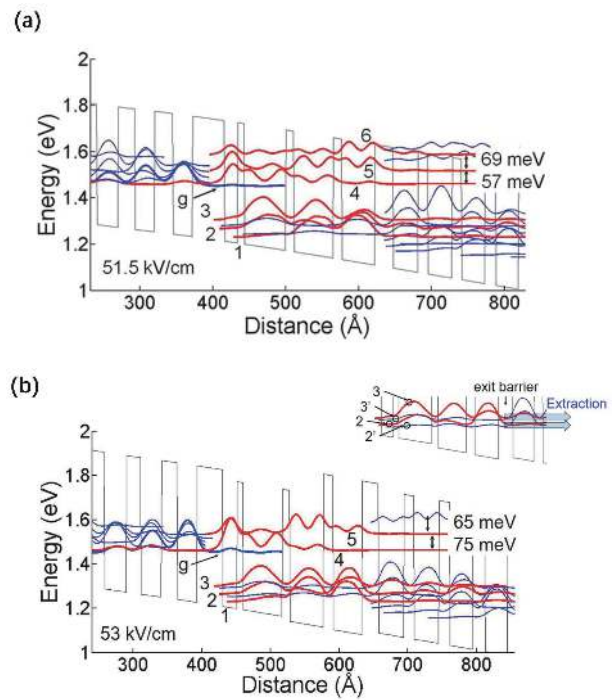 (a)
2
1.8
1.6
1.4
1.2
1
Energy (eV)
6
5
4
g
3
2
1
69 meV
57 meV
51.5 kV/cm
300 400 500 600 700 800
Distance (Å)
(b)
3
3'
2
2'
exit barrier
Extraction
2
1.8
1.6
1.4
1.2
1
Energy (eV)
5
4
g
3
2
1
65 meV
75 meV
53 kV/cm
300 400 500 600 700 800
Distance (Å)